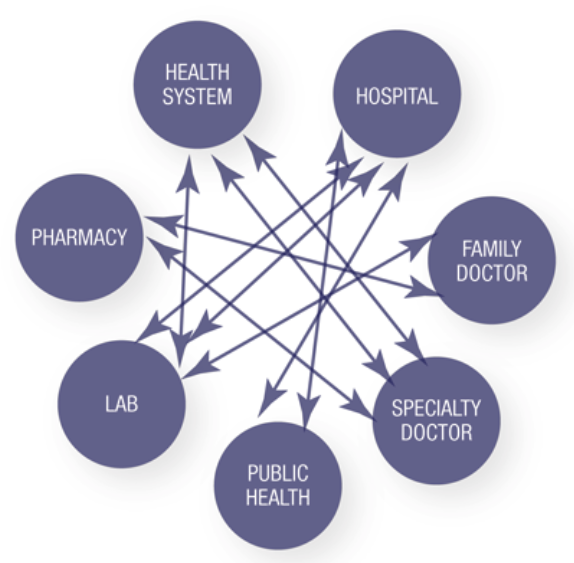 HEALTH
SYSTEM
HOSPITAL
PHARMACY
FAMILY
DOCTOR
LAB
SPECIALTY
DOCTOR
PUBLIC
HEALTH